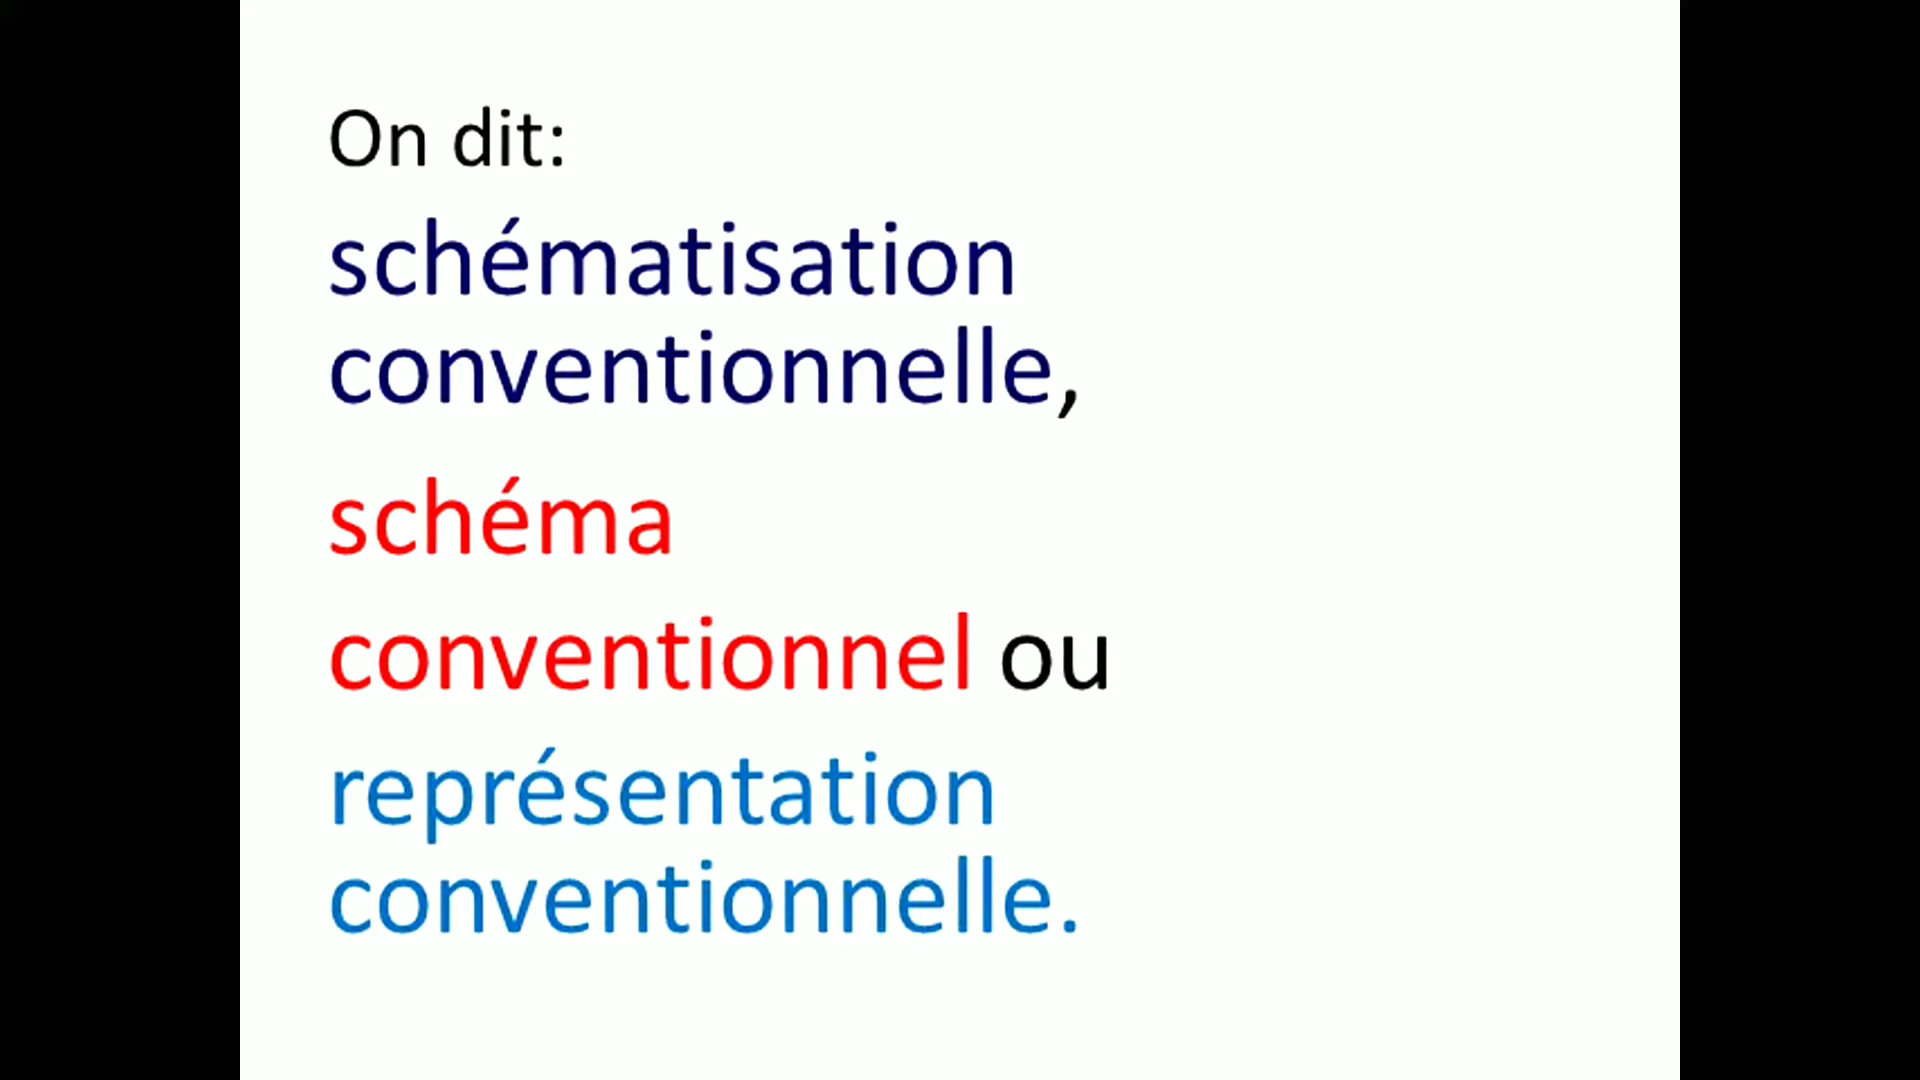 On dit:
schématisation
conventionnelle,
schéma
conventionnel ou
représentation
conventionnelle.